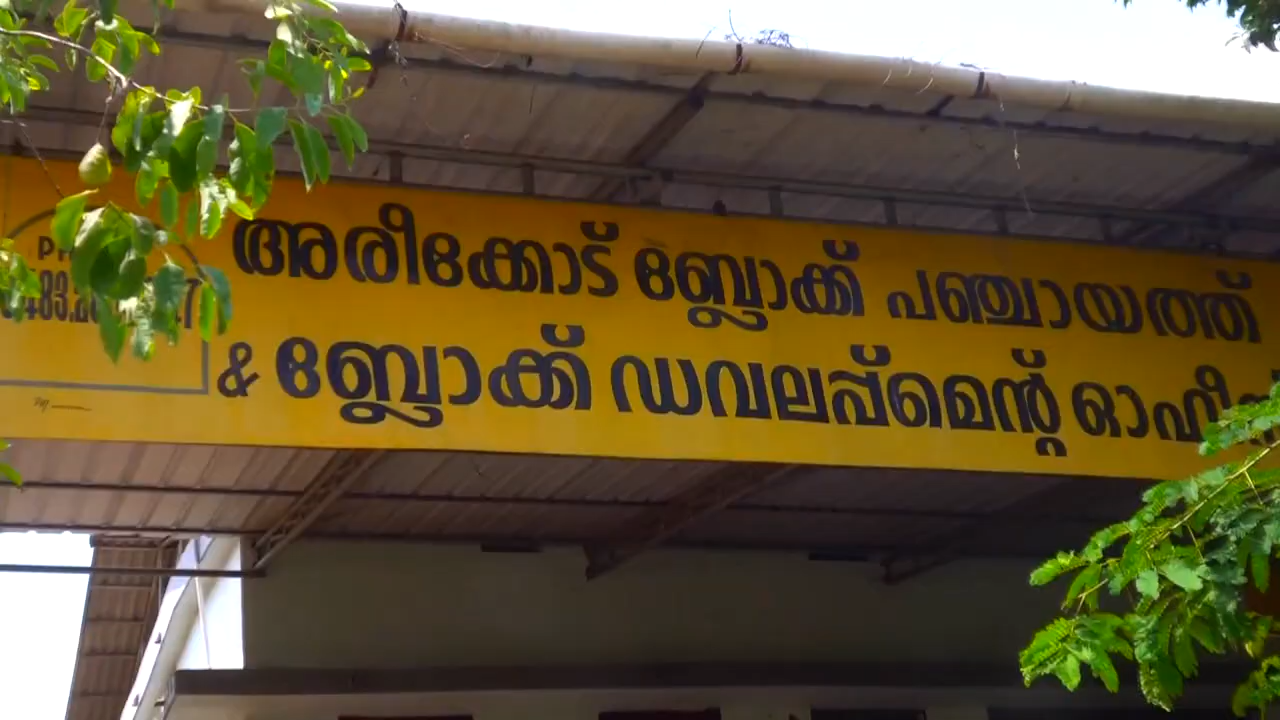 അരീക്കോട് ബ്ലോക്ക് പഞ്ചായത്ത്
& ബ്ലോക്ക് ഡവലപ്പ്മെന്റ്